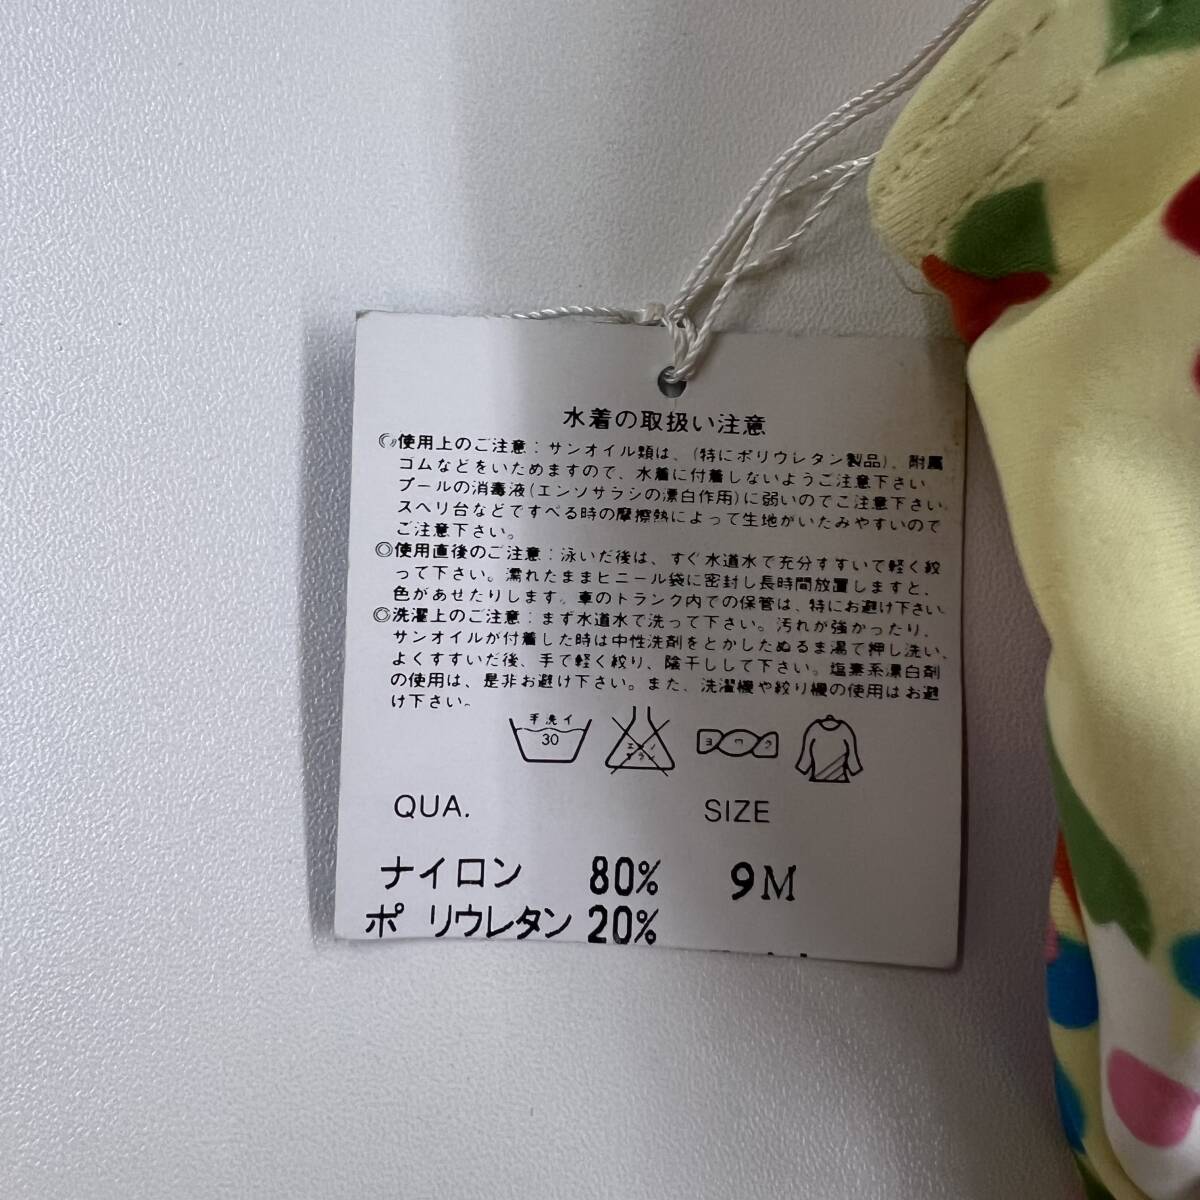 水着の取扱い注意
◎使用上のご注意：サンオイル類は、(特にポリウレタン製品)、附属
ゴムなどをいためますので、水着に付着しないようご注意下さい
プールの消毒液(エンソサラシの漂白作用)に弱いのでご注意下さい。
スベリ台などですべる時の摩擦熱によって生地がいたみやすいので
ご注意下さい。
◎使用直後のご注意：泳いだ後は、すぐ水道水で充分すすいで軽く絞
って下さい。濡れたままビニール袋に密封し長時間放置しますと、
色があせたりします。車のトランク内での保管は、特にお避け下さい。
◎洗濯上のご注意：まず水道水で洗って下さい。汚れが強かったり、
サンオイルが付着した時は中性洗剤をとかしたぬるま湯で押し洗い、
よくすすいだ後、手で軽く絞り、陰干しして下さい。塩素系漂白剤
の使用は、是非お避け下さい。また、洗濯機や絞り機の使用はお避
け下さい。
手洗イ
30
エンソ
サラシ
ヨワク
QUA. SIZE
ナイロン 80% 9M
ポリウレタン 20%